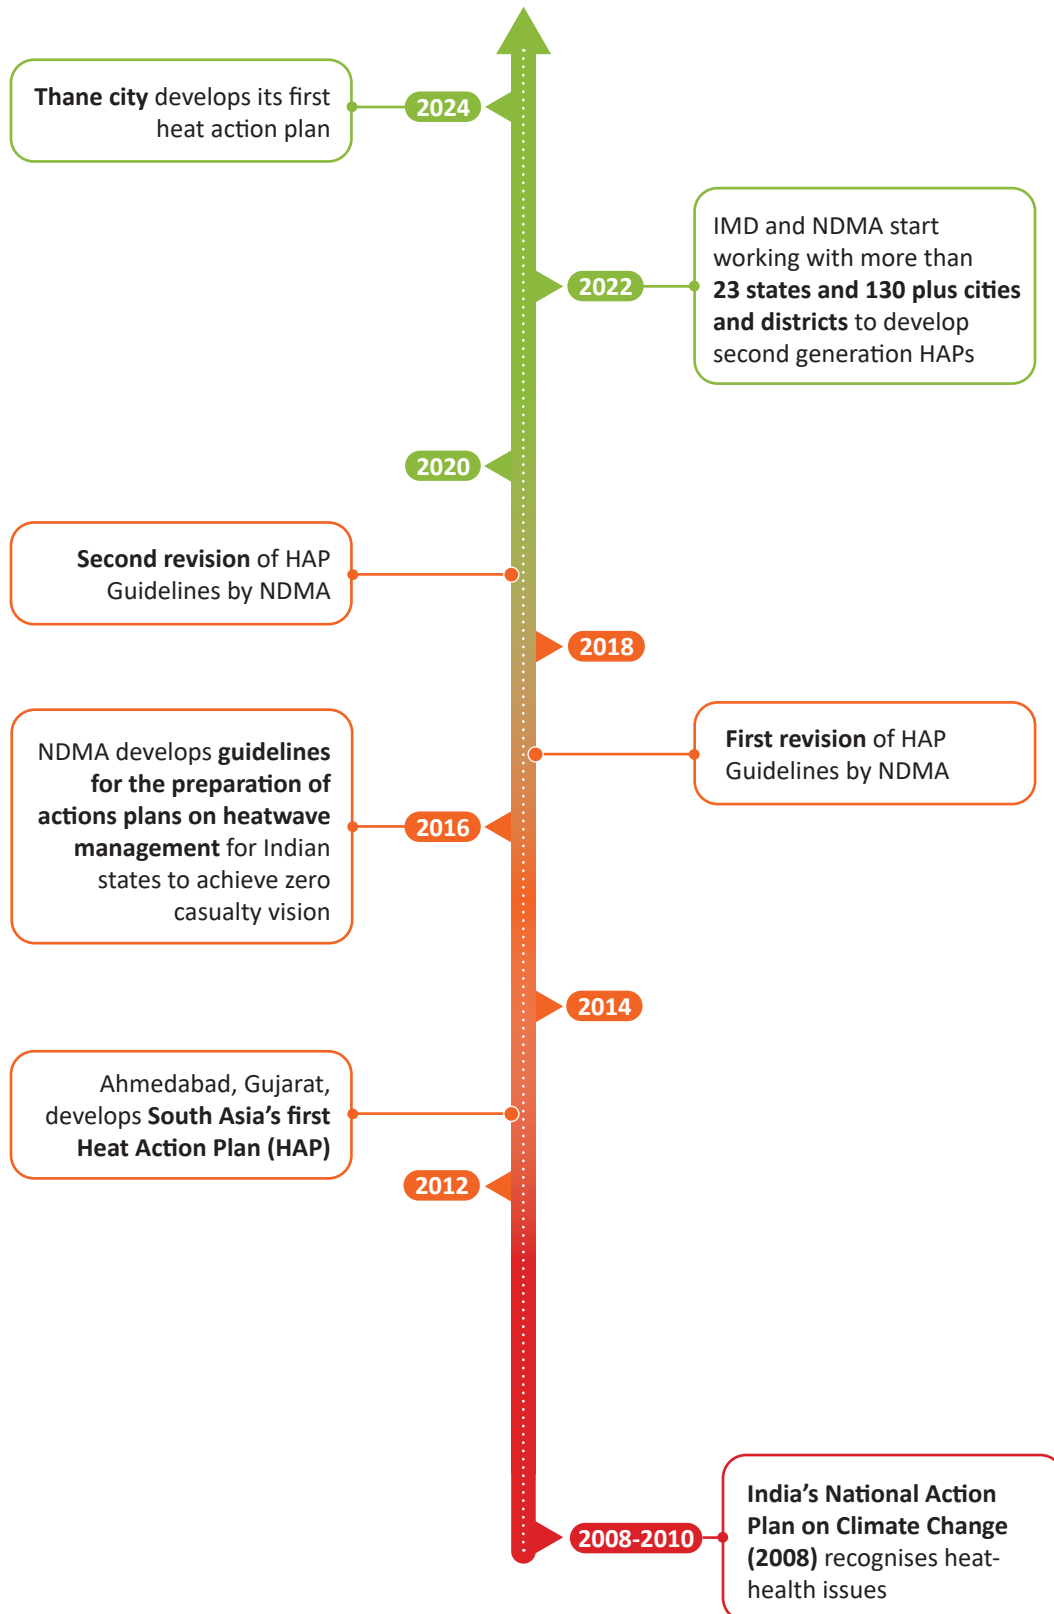 2024
Thane city develops its first
heat action plan
2022
IMD and NDMA start
working with more than
23 states and 130 plus cities
and districts to develop
second generation HAPs
2020
Second revision of HAP
Guidelines by NDMA
2018
First revision of HAP
Guidelines by NDMA
2016
NDMA develops guidelines
for the preparation of
actions plans on heatwave
management for Indian
states to achieve zero
casualty vision
2014
Ahmedabad, Gujarat,
develops South Asia’s first
Heat Action Plan (HAP)
2012
2008-2010
India’s National Action
Plan on Climate Change
(2008) recognises heat-
health issues